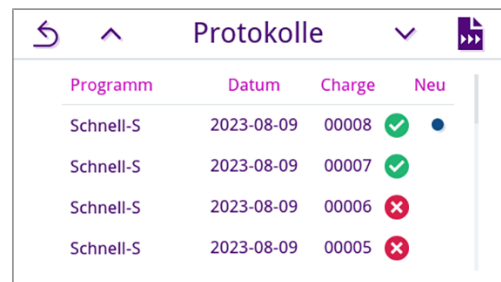 Protokolle
Programm Datum Charge Neu
Schnell-S 2023-08-09 00008
Schnell-S 2023-08-09 00007
Schnell-S 2023-08-09 00006
Schnell-S 2023-08-09 00005